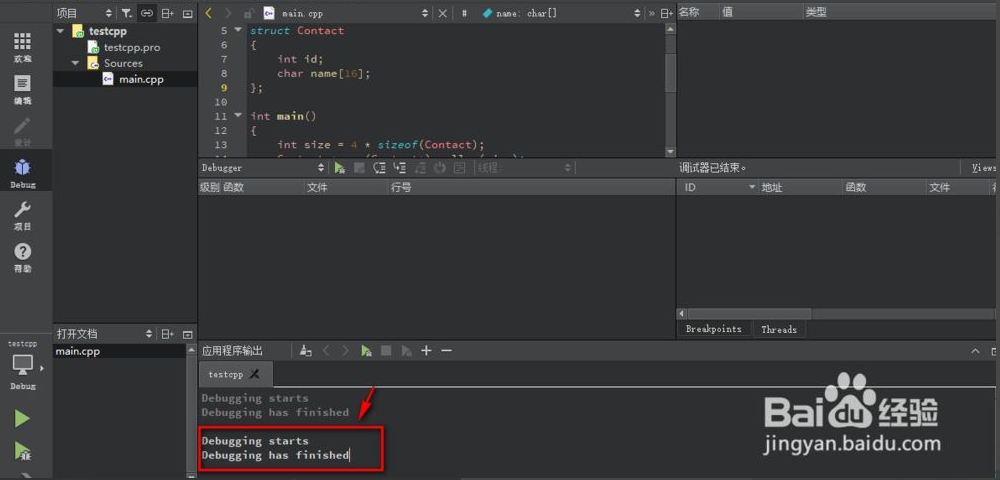 项目
main.cpp
#
name: char[]
名称
值
类型
欢迎
编辑
设计
Debug
项目
帮助
testcpp
testcpp.pro
Sources
main.cpp
5 struct Contact
6 {
7 int id;
8 char name[16];
9 };
10
11 int main()
12 {
13 int size = 4 * sizeof(Contact);
Debugger
线程:
调试器已结束。
Views
级别 函数 文件 行号
ID 地址 函数 文件
Breakpoints Threads
打开文档
main.cpp
testcpp
Debug
应用程序输出
testcpp
Debugging starts
Debugging has finished
Debugging starts
Debugging has finished
Baidu 经验
jingyan.baidu.com